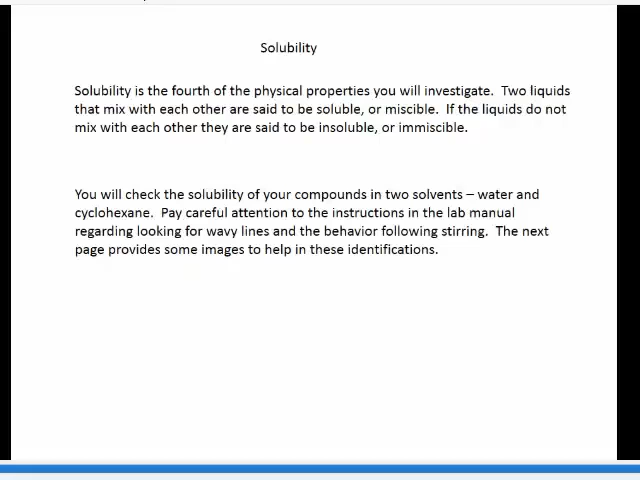 Solubility
Solubility is the fourth of the physical properties you will investigate. Two liquids
that mix with each other are said to be soluble, or miscible. If the liquids do not
mix with each other they are said to be insoluble, or immiscible.
You will check the solubility of your compounds in two solvents – water and
cyclohexane. Pay careful attention to the instructions in the lab manual
regarding looking for wavy lines and the behavior following stirring. The next
page provides some images to help in these identifications.